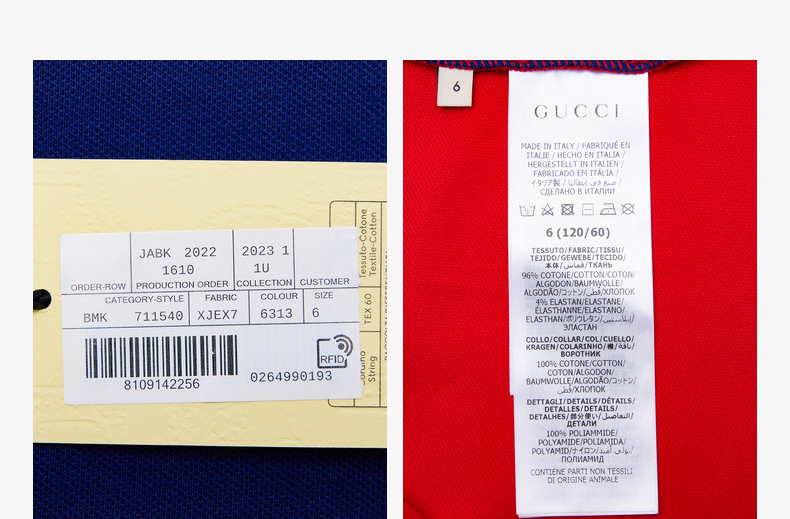 JABK 2022
1610
2023 1
1U
ORDER-ROW PRODUCTION ORDER COLLECTION CUSTOMER
CATEGORY-STYLE FABRIC COLOUR SIZE
BMK 711540 XJEX7 6313 6
8109142256
RFID
0264990193
Tessuto-Cotone
Textile-Cotton
TEX 60
String
6
GUCCI
MADE IN ITALY / FABRIQUÉ EN
ITALIE / HECHO EN ITALIA /
HERGESTELLT IN ITALIEN /
FABRICADO EM ITÁLIA /
イタリア製 / صنع في إيطاليا /
СДЕЛАНО В ИТАЛИИ
6 (120/60)
TESSUTO/FABRIC/TISSU/
TEJIDO/GEWEBE/TECIDO/
本体/قماش/ТКАНЬ
96% COTONE/COTTON/COTON/
ALGODON/BAUMWOLLE/
ALGODÃO/コットン/قطن/ХЛОПОК
4% ELASTAN/ELASTANE/
ÉLASTHANNE/ELASTANO/
ELASTHAN/ポリウレタン/إيلاستين/
ЭЛАСТАН
COLLO/COLLAR/COL/CUELLO/
KRAGEN/COLARINHO/襟/ياقة/
ВОРОТНИК
100% COTONE/COTTON/
COTON/ALGODON/
BAUMWOLLE/ALGODÃO/コットン/
قطن/ХЛОПОК
DETTAGLI/DETAILS/DÉTAILS/
DETALLES/DETAILS/
DETALHES/部分使い/التفاصيل/
ДЕТАЛИ
100% POLIAMMIDE/
POLYAMIDE/POLIAMIDA/
POLYAMID/ナイロン/بولي أميد/
ПОЛИАМИД
CONTIENE PARTI NON TESSILI
DI ORIGINE ANIMALE